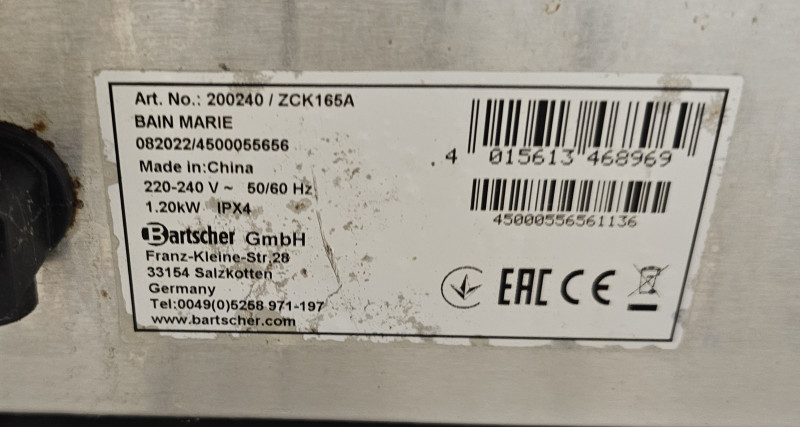 Art. No.: 200240 / ZCK165A
BAIN MARIE
082022/4500055656
Made in:China
220-240 V ~ 50/60 Hz
1.20kW IPX4
Bartscher GmbH
Franz-Kleine-Str.28
33154 Salzkotten
Germany
Tel:0049(0)5258 971-197
www.bartscher.com
4 015613 468969
45000556561136
EAC CE